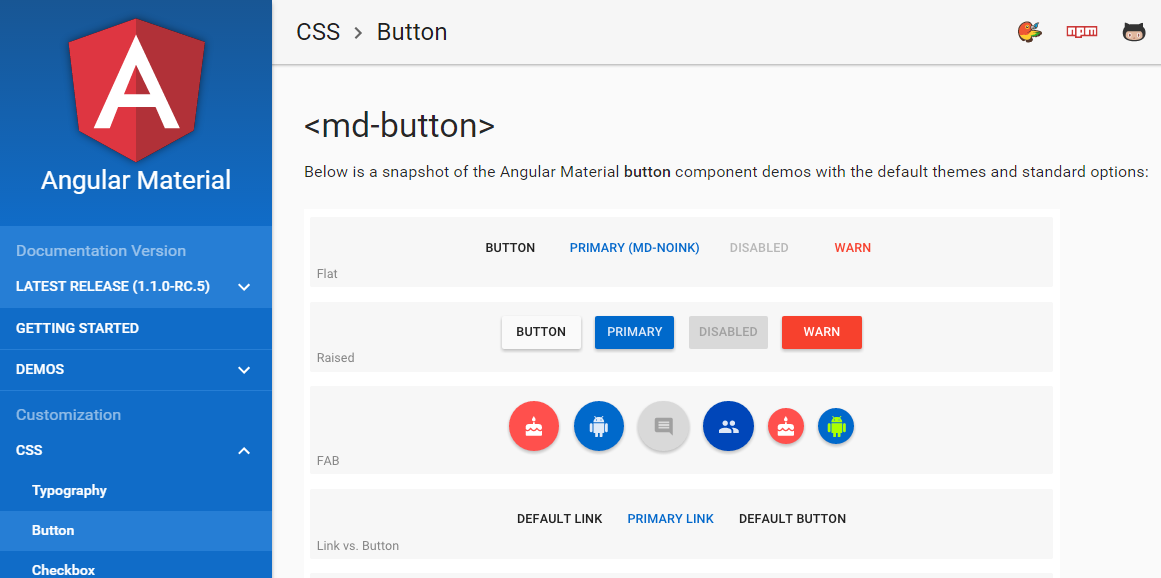 A
Angular Material
Documentation Version
LATEST RELEASE (1.1.0-RC.5)
GETTING STARTED
DEMOS
Customization
CSS
Typography
Button
Checkbox
CSS > Button
npm
<md-button>
Below is a snapshot of the Angular Material button component demos with the default themes and standard options:
BUTTON PRIMARY (MD-NOINK) DISABLED WARN
Flat
BUTTON PRIMARY DISABLED WARN
Raised
FAB
DEFAULT LINK PRIMARY LINK DEFAULT BUTTON
Link vs. Button